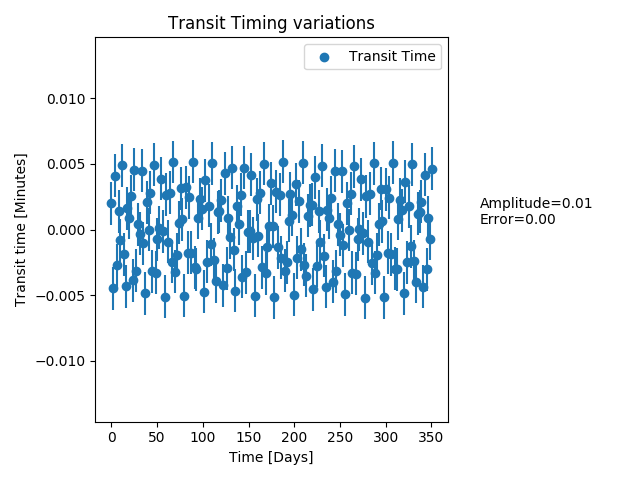 Transit Timing variations
Transit Time
0.010
0.005
0.000
−0.005
−0.010
Transit time [Minutes]
Amplitude=0.01
Error=0.00
0 50 100 150 200 250 300 350
Time [Days]